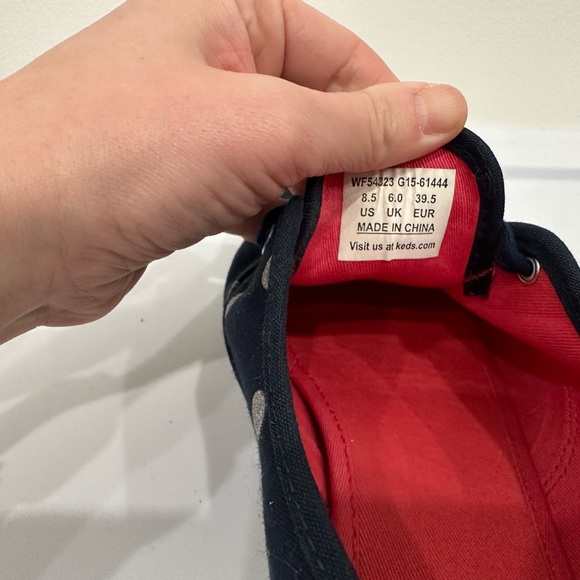 WF54323 G15-61444
8.5 6.0 39.5
US UK EUR
MADE IN CHINA
Visit us at keds.com